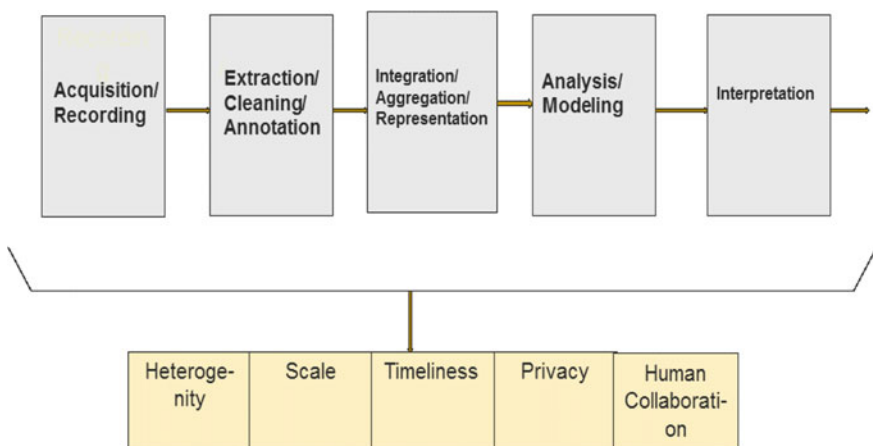 Acquisition/
Recording
Extraction/
Cleaning/
Annotation
Integration/
Aggregation/
Representation
Analysis/
Modeling
Interpretation
Heteroge-
nity
Scale
Timeliness
Privacy
Human
Collaborati-
on